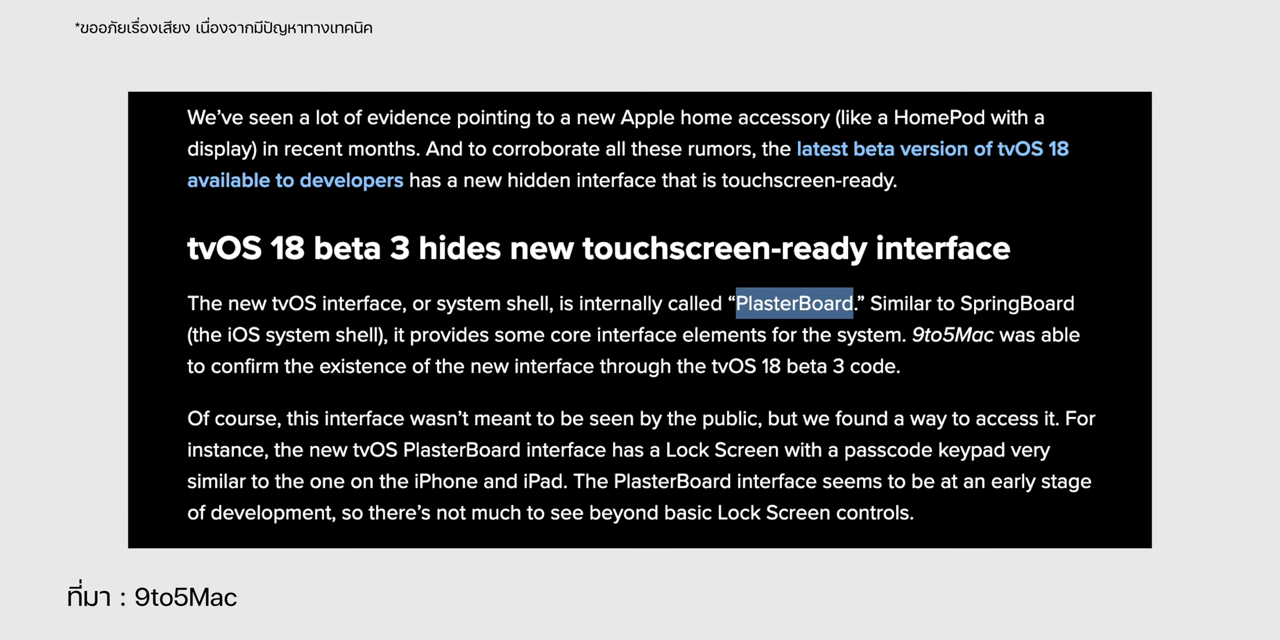 *ขออภัยเรื่องเสียง เนื่องจากมีปัญหาทางเทคนิค
We’ve seen a lot of evidence pointing to a new Apple home accessory (like a HomePod with a
display) in recent months. And to corroborate all these rumors, the latest beta version of tvOS 18
available to developers has a new hidden interface that is touchscreen-ready.
tvOS 18 beta 3 hides new touchscreen-ready interface
The new tvOS interface, or system shell, is internally called “PlasterBoard.” Similar to SpringBoard
(the iOS system shell), it provides some core interface elements for the system. 9to5Mac was able
to confirm the existence of the new interface through the tvOS 18 beta 3 code.
Of course, this interface wasn’t meant to be seen by the public, but we found a way to access it. For
instance, the new tvOS PlasterBoard interface has a Lock Screen with a passcode keypad very
similar to the one on the iPhone and iPad. The PlasterBoard interface seems to be at an early stage
of development, so there’s not much to see beyond basic Lock Screen controls.
ที่มา : 9to5Mac